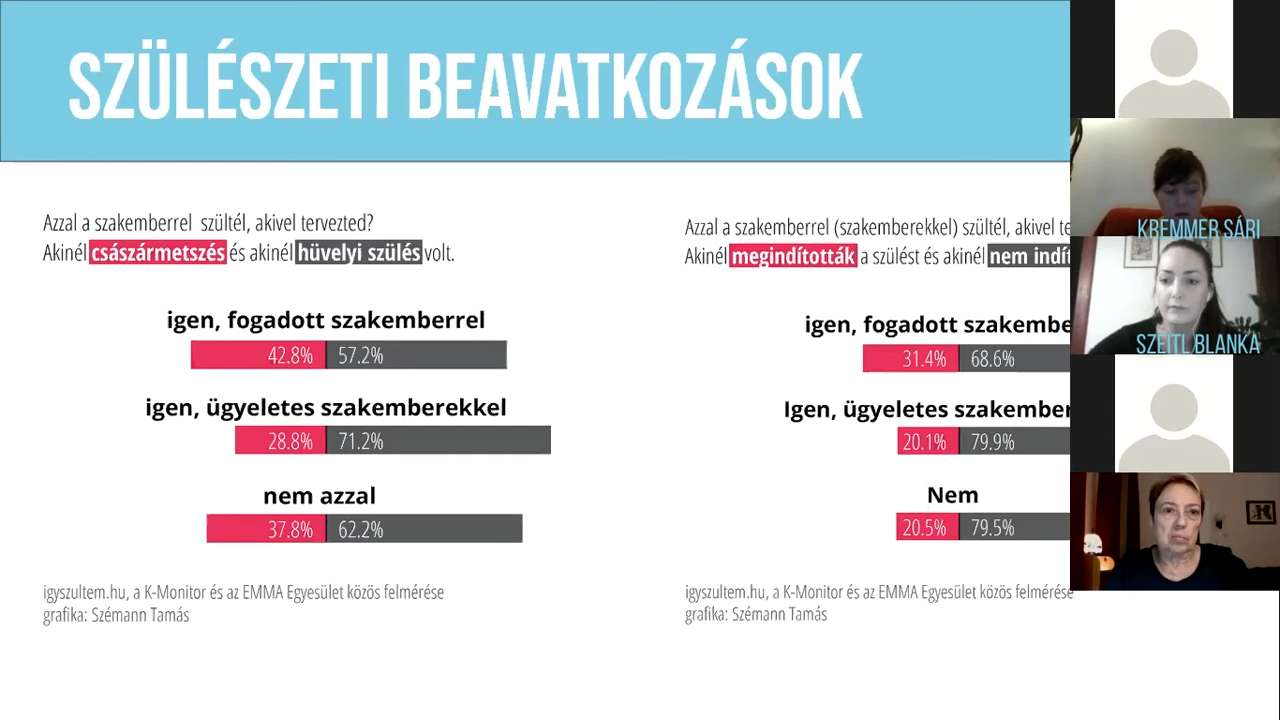 SZÜLÉSZETI BEAVATKOZÁSOK
Azzal a szakemberrel szültél, akivel tervezted?
Akinél császármetszés és akinél hüvelyi szülés volt.
igen, fogadott szakemberrel
42.8% 57.2%
igen, ügyeletes szakemberekkel
28.8% 71.2%
nem azzal
37.8% 62.2%
igyszultem.hu, a K-Monitor és az EMMA Egyesület közös felmérése
grafika: Szémann Tamás
Azzal a szakemberrel (szakemberekkel) szültél, akivel te
Akinél megindították a szülést és akinél nem indít
igen, fogadott szakembe
31.4% 68.6%
Igen, ügyeletes szakember
20.1% 79.9%
Nem
20.5% 79.5%
igyszultem.hu, a K-Monitor és az EMMA Egyesület közös felmérése
grafika: Szémann Tamás
KREMMER SÁRI
SZEITL BLANKA